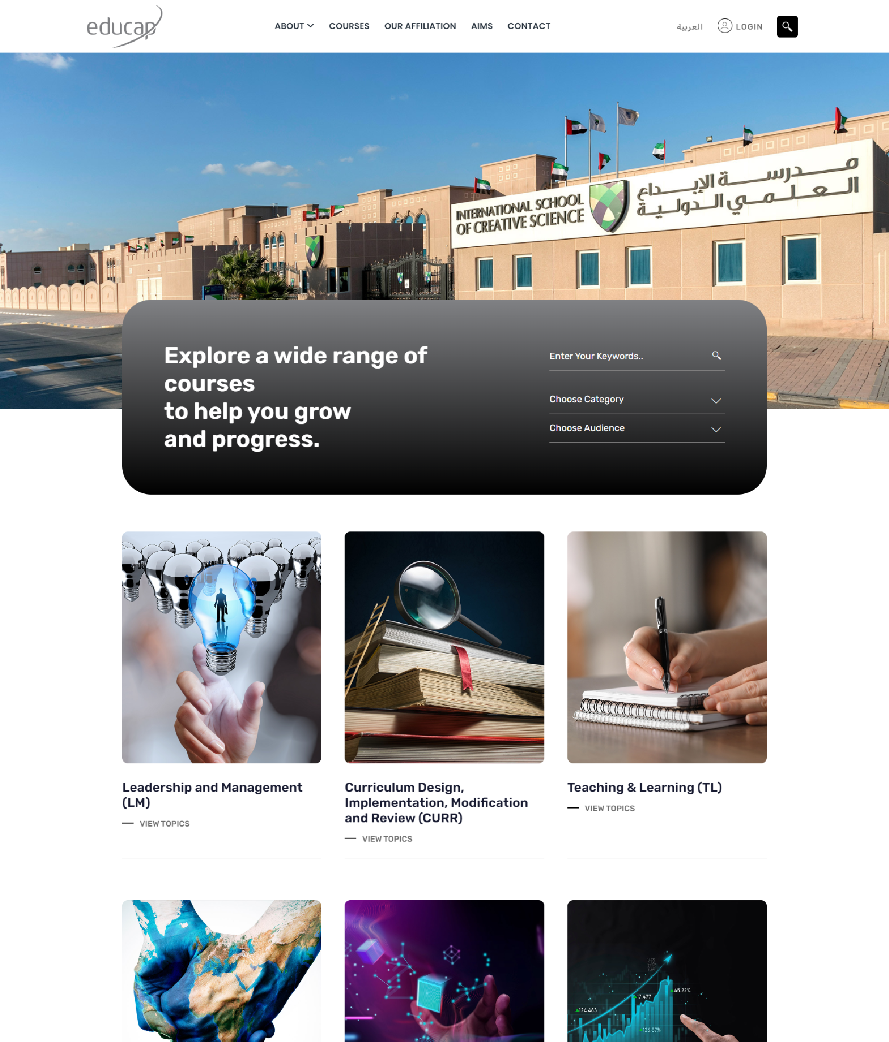 educap
ABOUT
COURSES
OUR AFFILIATION
AIMS
CONTACT
العربية
LOGIN
INTERNATIONAL SCHOOL
OF CREATIVE SCIENCE
مدرسة الإبداع
العلمي الدولية
Explore a wide range of
courses
to help you grow
and progress.
Enter Your Keywords..
Choose Category
Choose Audience
Leadership and Management
(LM)
VIEW TOPICS
Curriculum Design,
Implementation, Modification
and Review (CURR)
VIEW TOPICS
Teaching & Learning (TL)
VIEW TOPICS